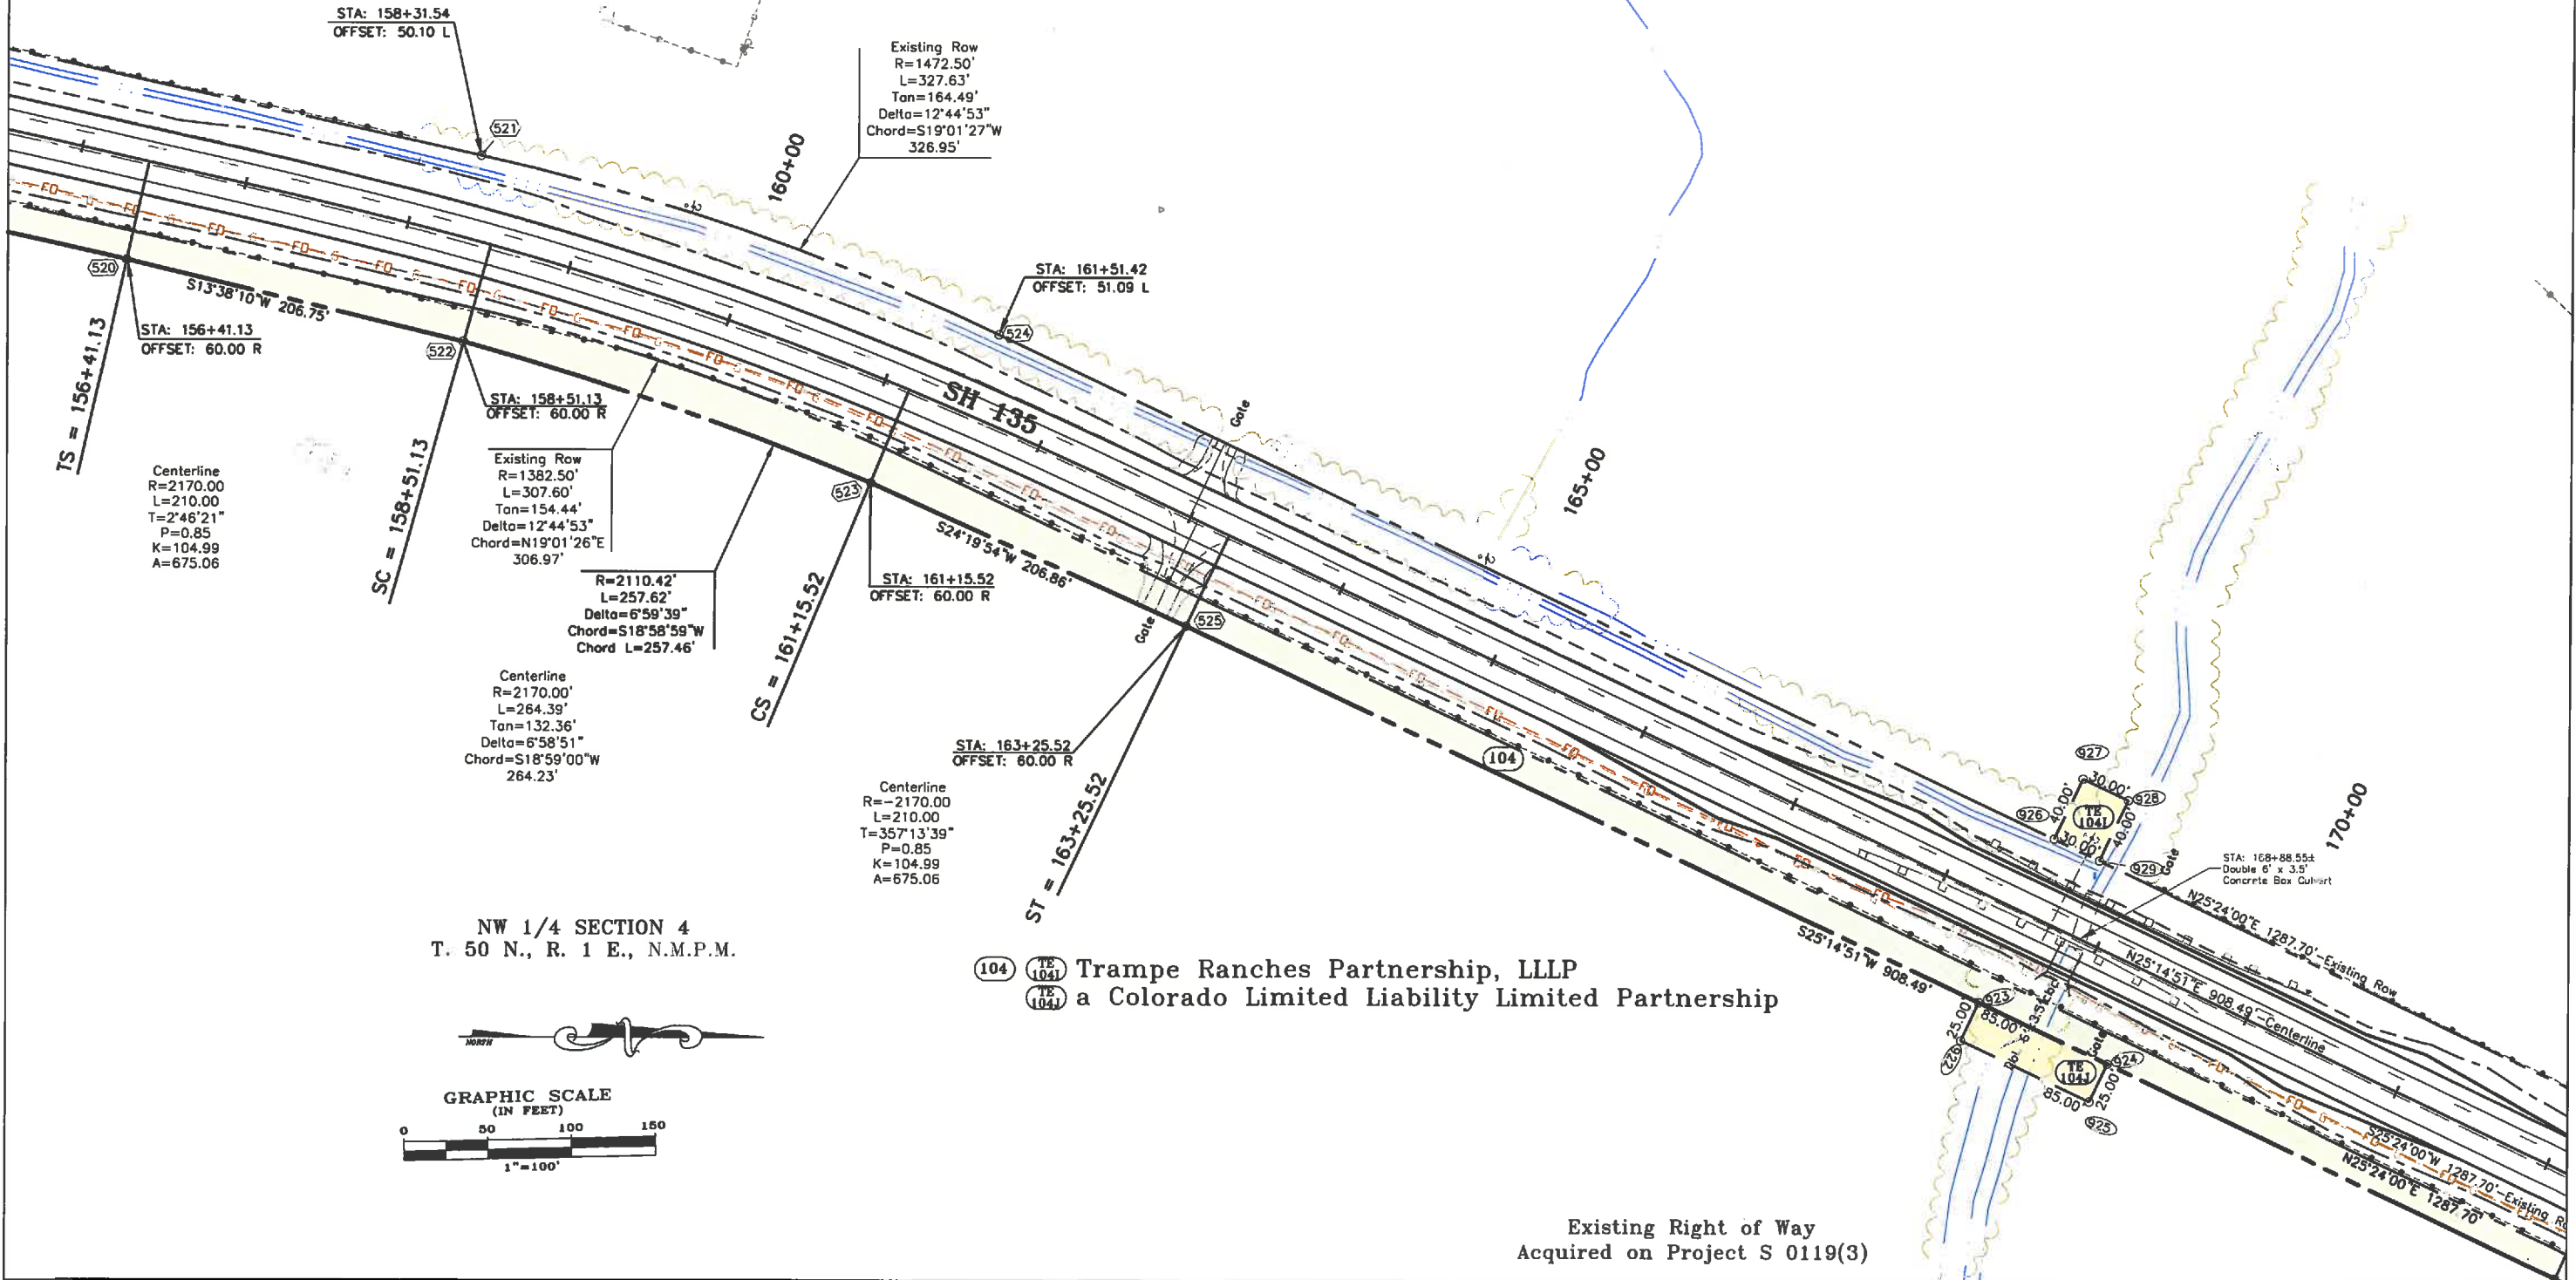 STA: 158+31.54
OFFSET: 50.10 L
521
Existing Row
R=1472.50'
L=327.63'
Tan=164.49'
Delta=12°44'53"
Chord=S19°01'27"W
326.95'
160+00
STA: 161+51.42
OFFSET: 51.09 L
524
520
S13°38'10"W 206.75'
STA: 156+41.13
OFFSET: 60.00 R
TS = 156+41.13
522
STA: 158+51.13
OFFSET: 60.00 R
SC = 158+51.13
Centerline
R=2170.00
L=210.00
T=2°46'21"
P=0.85
K=104.99
A=675.06
Existing Row
R=1382.50'
L=307.60'
Tan=154.44'
Delta=12°44'53"
Chord=N19°01'26"E
306.97'
R=2110.42'
L=257.62'
Delta=6°59'39"
Chord=S18°58'59"W
Chord L=257.46'
Centerline
R=2170.00'
L=264.39'
Tan=132.36'
Delta=6°58'51"
Chord=S18°59'00"W
264.23'
SH 135
523
STA: 161+15.52
OFFSET: 60.00 R
CS = 161+15.52
S24°19'54"W 206.86'
Gate
Gate
525
STA: 163+25.52
OFFSET: 60.00 R
ST = 163+25.52
Centerline
R=-2170.00
L=210.00
T=357°13'39"
P=0.85
K=104.99
A=675.06
165+00
104
927
30.00'
928
926
40.00'
TE
104I
40.00'
30.00'
929
Gate
170+00
STA: 168+88.55±
Double 6' x 3.5'
Concrete Box Culvert
N25°24'00"E 1287.70'-Existing Row
N25°14'51"E 908.49'-Centerline
S25°14'51"W 908.49'
923
85.00'
25.00'
922
Gate
924
TE
104J
25.00'
85.00'
925
S25°24'00"W 1287.70'-Existing
N25°24'00"E 1287.70'
FO
G
NW 1/4 SECTION 4
T. 50 N., R. 1 E., N.M.P.M.
NORTH
GRAPHIC SCALE
(IN FEET)
0 50 100 150
1"=100'
104 TE 104I Trampe Ranches Partnership, LLLP
TE 104J a Colorado Limited Liability Limited Partnership
Existing Right of Way
Acquired on Project S 0119(3)